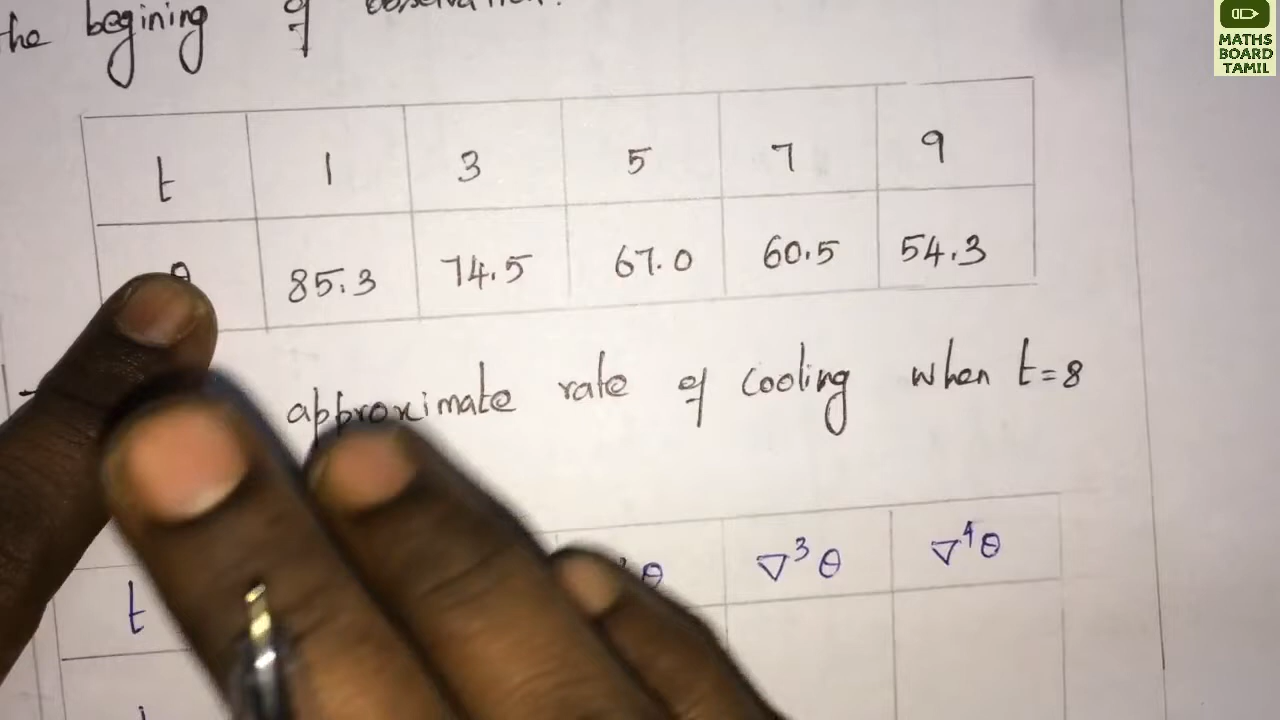 the begining of
t 1 3 5 7 9
θ 85.3 74.5 67.0 60.5 54.3
approximate rate of cooling when t=8
t θ ∇³θ ∇⁴θ
MATHS
BOARD
TAMIL